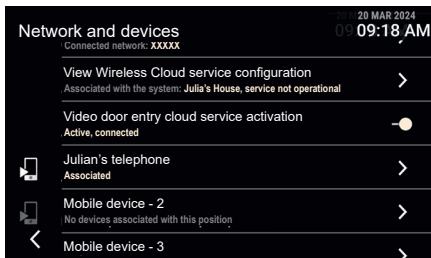 20 MAR 2024
Network and devices
09:18 AM
Connected network: XXXXX
View Wireless Cloud service configuration
Associated with the system: Julia's House, service not operational
Video door entry cloud service activation
Active, connected
Julian's telephone
Associated
Mobile device - 2
No devices associated with this position
Mobile device - 3